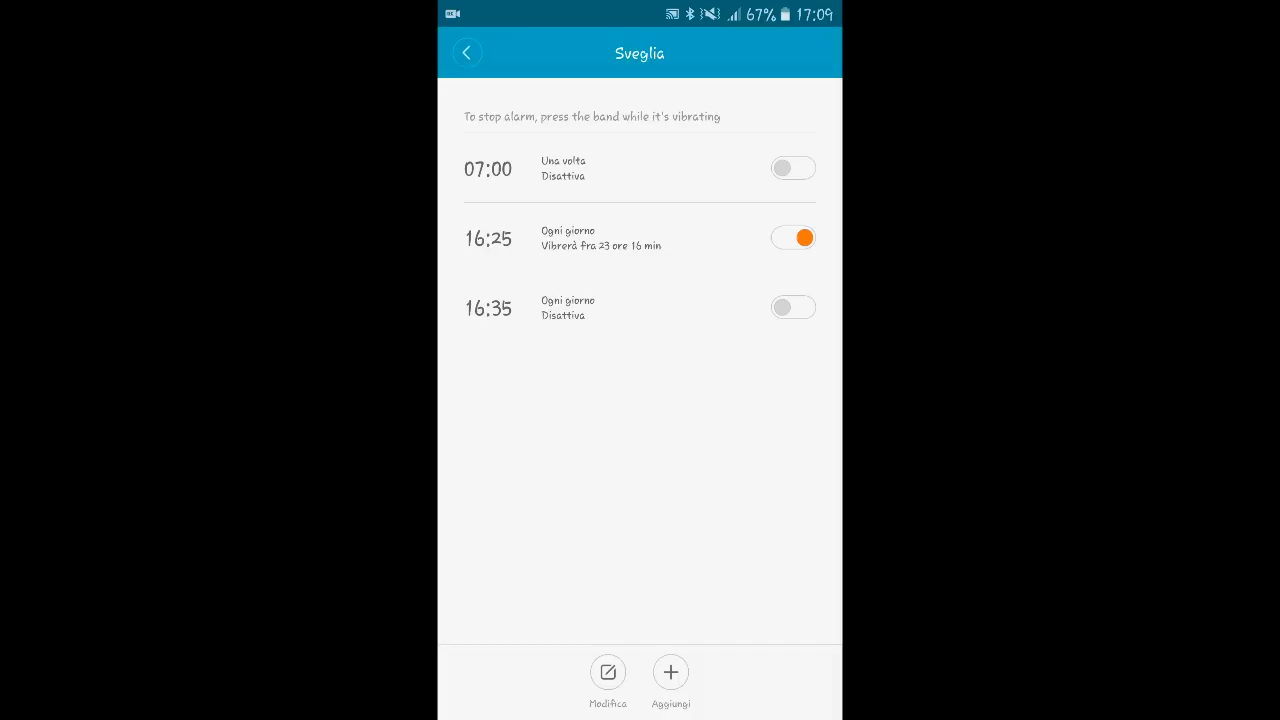 67% 17:09
Sveglia
To stop alarm, press the band while it's vibrating
07:00
Una volta
Disattiva
16:25
Ogni giorno
Vibrerà fra 23 ore 16 min
16:35
Ogni giorno
Disattiva
Modifica
Aggiungi